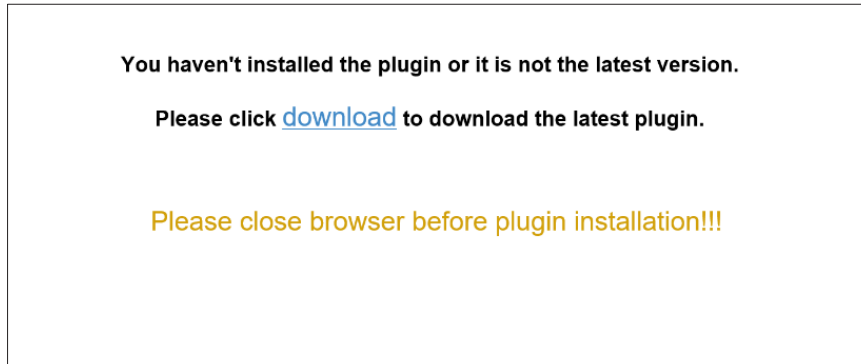 You haven't installed the plugin or it is not the latest version.
Please click download to download the latest plugin.
Please close browser before plugin installation!!!